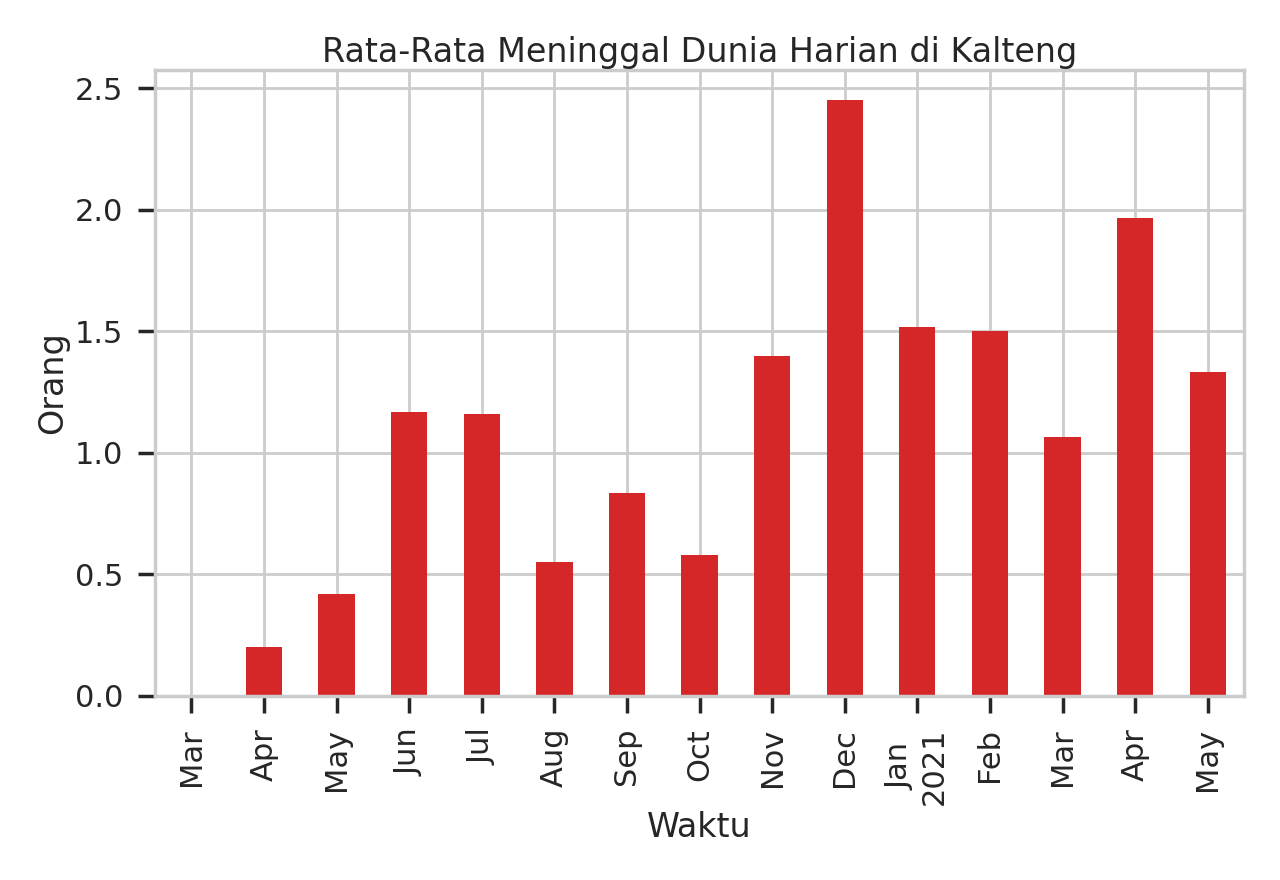 Rata-Rata Meninggal Dunia Harian di Kalteng
2.5
2.0
1.5
1.0
0.5
0.0
Orang
Mar
Apr
May
Jun
Jul
Aug
Sep
Oct
Nov
Dec
Jan
2021
Feb
Mar
Apr
May
Waktu